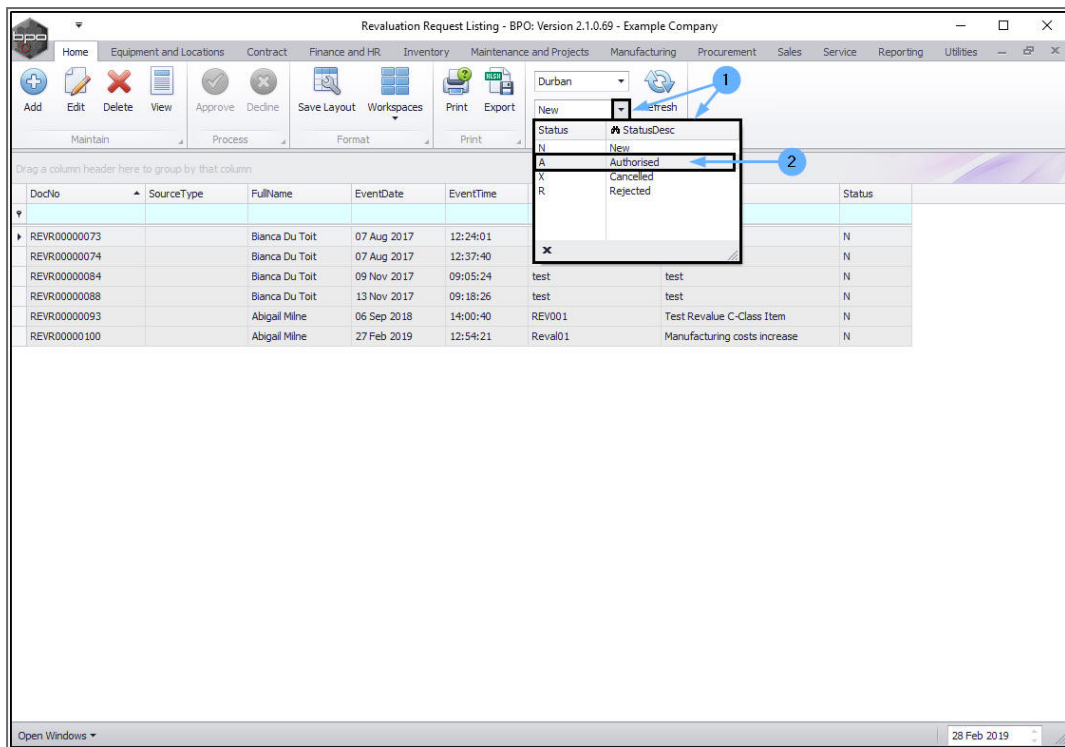 bpo
Revaluation Request Listing - BPO: Version 2.1.0.69 - Example Company
Home Equipment and Locations Contract Finance and HR Inventory Maintenance and Projects Manufacturing Procurement Sales Service Reporting Utilities
Add Edit Delete View Approve Decline Save Layout Workspaces Print Export
Durban
New
Maintain Process Format Print
1
Status StatusDesc
N New
A Authorised
X Cancelled
R Rejected
2
Drag a column header here to group by that column
DocNo SourceType FullName EventDate EventTime Status
REVR00000073 Bianca Du Toit 07 Aug 2017 12:24:01 N
REVR00000074 Bianca Du Toit 07 Aug 2017 12:37:40 N
REVR00000084 Bianca Du Toit 09 Nov 2017 09:05:24 test test N
REVR00000088 Bianca Du Toit 13 Nov 2017 09:18:26 test test N
REVR00000093 Abigail Milne 06 Sep 2018 14:00:40 REV001 Test Revalue C-Class Item N
REVR00000100 Abigail Milne 27 Feb 2019 12:54:21 Reval01 Manufacturing costs increase N
Open Windows 28 Feb 2019